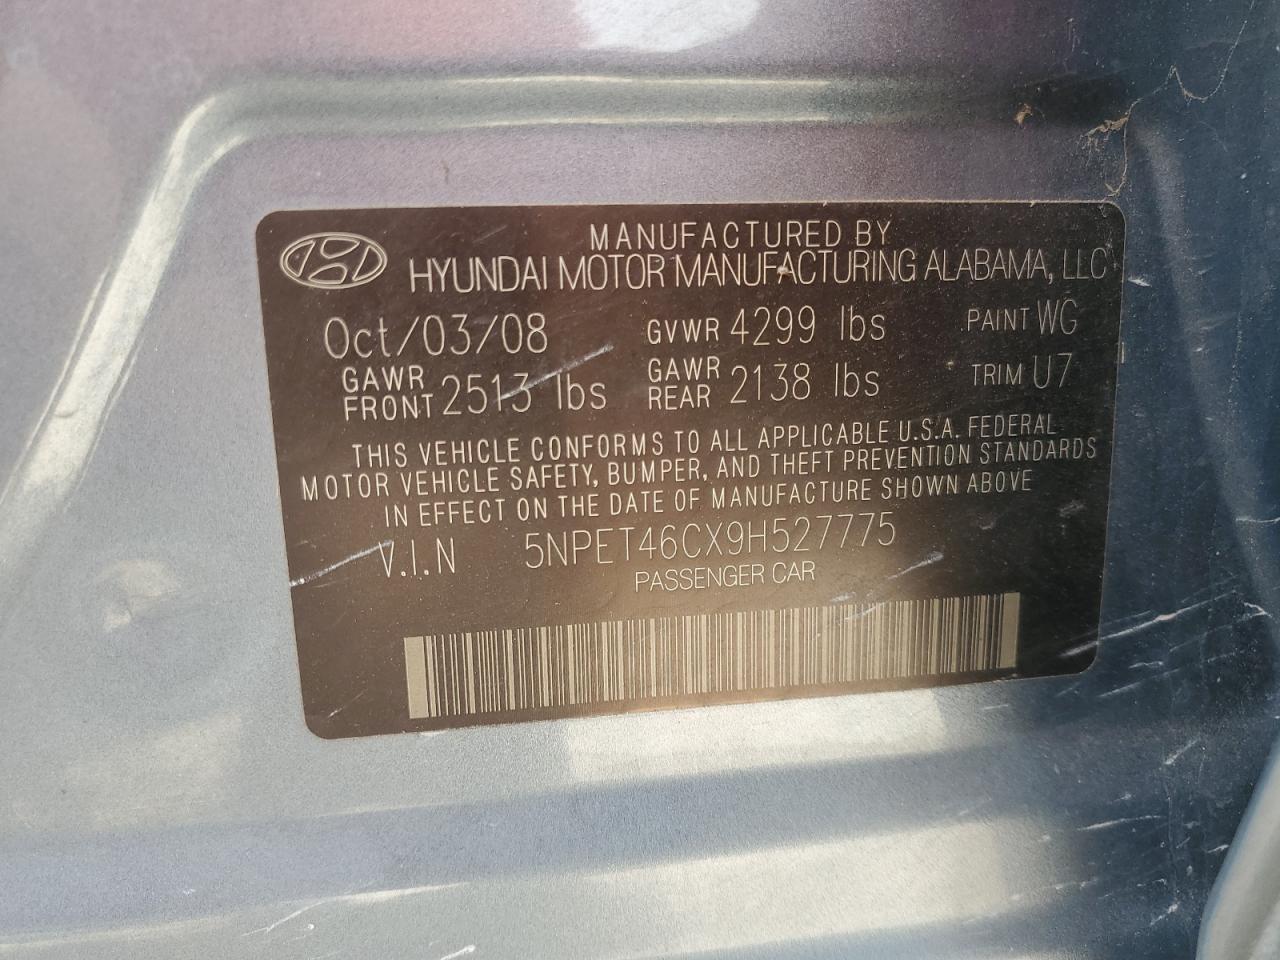 MANUFACTURED BY
HYUNDAI MOTOR MANUFACTURING ALABAMA, LLC
Oct/03/08 GVWR 4299 lbs PAINT WG
GAWR FRONT 2513 lbs GAWR REAR 2138 lbs TRIM U7
THIS VEHICLE CONFORMS TO ALL APPLICABLE U.S.A. FEDERAL
MOTOR VEHICLE SAFETY, BUMPER, AND THEFT PREVENTION STANDARDS
IN EFFECT ON THE DATE OF MANUFACTURE SHOWN ABOVE
V.I.N 5NPET46CX9H527775
PASSENGER CAR